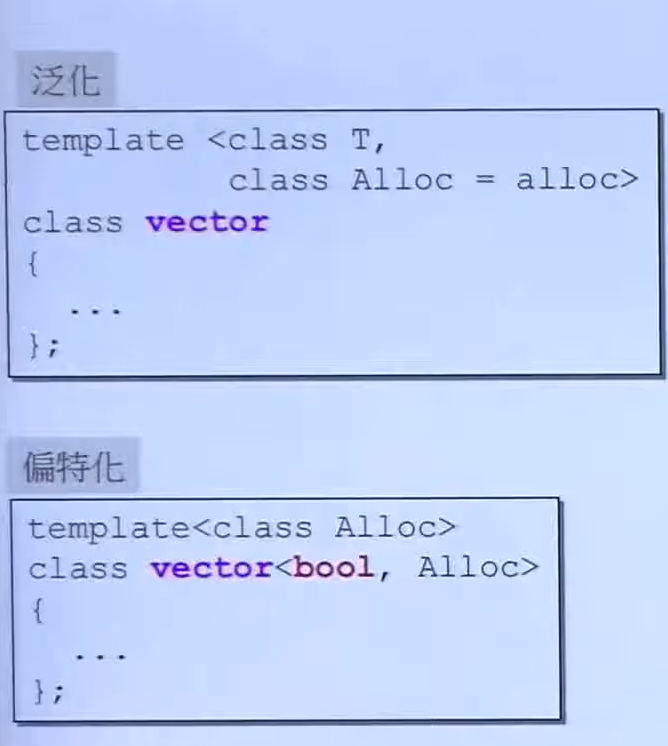 泛化
template <class T,
class Alloc = alloc>
class vector
{
...
};
偏特化
template<class Alloc>
class vector<bool, Alloc>
{
...
};